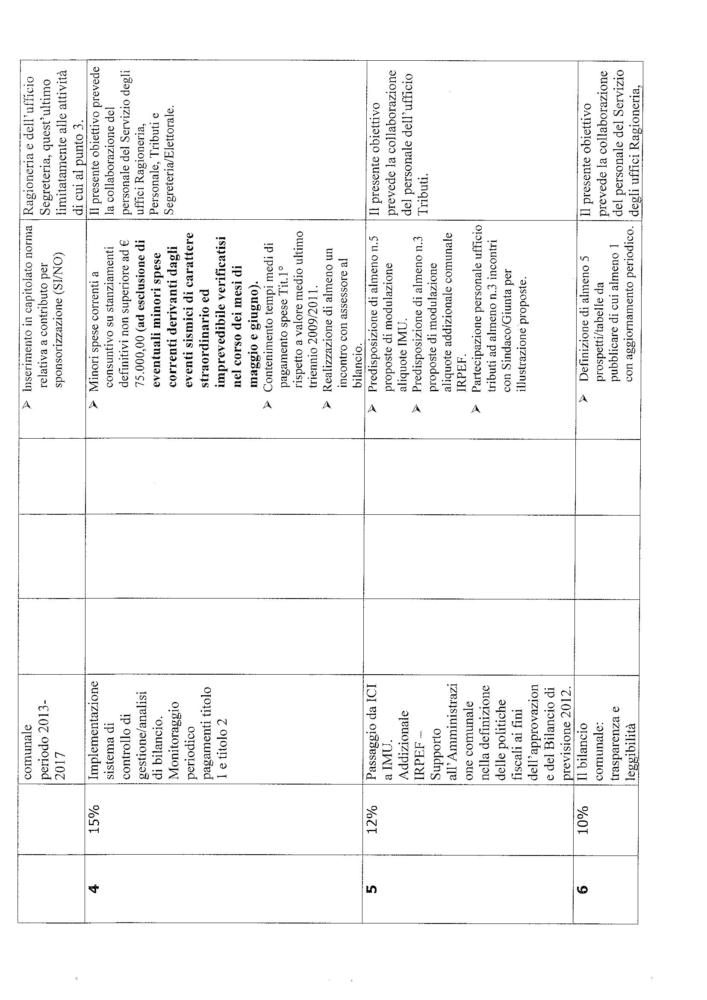 comunale
periodo 2013-
2017
➢ Inserimento in capitolato norma
relativa a contributo per
sponsorizzazione (SI/NO)
Ragioneria e dell'ufficio
Segreteria, quest'ultimo
limitatamente alle attività
di cui al punto 3.
4
15%
Implementazione
sistema di
controllo di
gestione/analisi
di bilancio.
Monitoraggio
periodico
pagamenti titolo
1 e titolo 2
➢ Minori spese correnti a
consuntivo su stanziamenti
definitivi non superiore ad €
75.000,00 (ad esclusione di
eventuali minori spese
correnti derivanti dagli
eventi sismici di carattere
straordinario ed
imprevedibile verificatisi
nel corso dei mesi di
maggio e giugno).
➢ Contenimento tempi medi di
pagamento spese Tit.1°
rispetto a valore medio ultimo
triennio 2009/2011.
➢ Realizzazione di almeno un
incontro con assessore al
bilancio.
Il presente obiettivo prevede
la collaborazione del
personale del Servizio degli
uffici Ragioneria,
Personale, Tributi e
Segreteria/Elettorale.
5
12%
Passaggio da ICI
a IMU.
Addizionale
IRPEF –
Supporto
all'Amministrazi
one comunale
nella definizione
delle politiche
fiscali ai fini
dell'approvazion
e del Bilancio di
previsione 2012.
➢ Predisposizione di almeno n.5
proposte di modulazione
aliquote IMU.
➢ Predisposizione di almeno n.3
proposte di modulazione
aliquote addizionale comunale
IRPEF.
➢ Partecipazione personale ufficio
tributi ad almeno n.3 incontri
con Sindaco/Giunta per
illustrazione proposte.
Il presente obiettivo
prevede la collaborazione
del personale dell'ufficio
Tributi.
6
10%
Il bilancio
comunale:
trasparenza e
leggibilità
➢ Definizione di almeno 5
prospetti/tabelle da
pubblicare di cui almeno 1
con aggiornamento periodico.
Il presente obiettivo
prevede la collaborazione
del personale del Servizio
degli uffici Ragioneria,